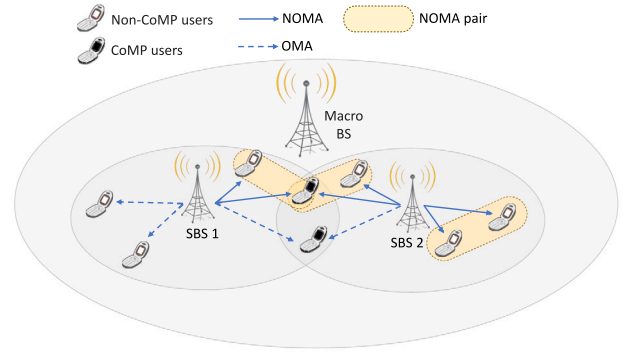 Non-CoMP users
NOMA
NOMA pair
CoMP users
OMA
Macro
BS
SBS 1
SBS 2